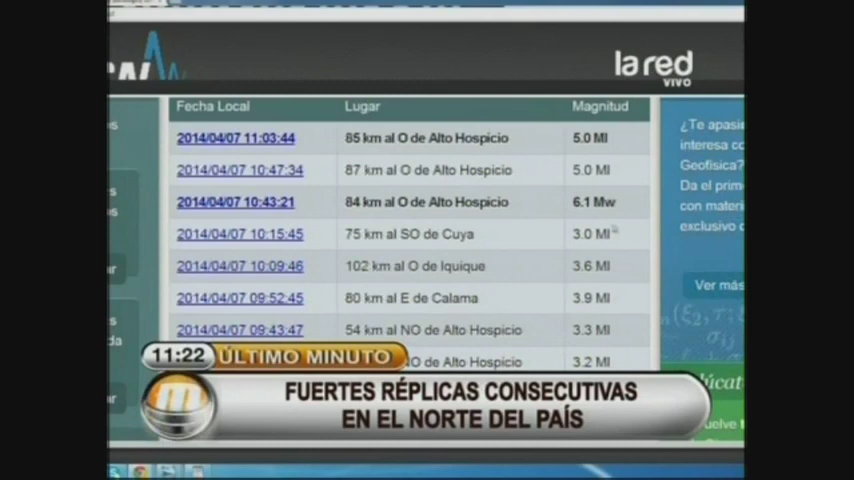 la red
VIVO
Fecha Local Lugar Magnitud
2014/04/07 11:03:44 85 km al O de Alto Hospicio 5.0 Ml
2014/04/07 10:47:34 87 km al O de Alto Hospicio 5.0 Ml
2014/04/07 10:43:21 84 km al O de Alto Hospicio 6.1 Mw
2014/04/07 10:15:45 75 km al SO de Cuya 3.0 Ml
2014/04/07 10:09:46 102 km al O de Iquique 3.6 Ml
2014/04/07 09:52:45 80 km al E de Calama 3.9 Ml
2014/04/07 09:43:47 54 km al NO de Alto Hospicio 3.3 Ml
NO de Alto Hospicio 3.2 Ml
¿Te apasi
interesa co
Geofísica?
Da el prim
con materi
exclusivo
Ver más
11:22 ÚLTIMO MINUTO
FUERTES RÉPLICAS CONSECUTIVAS
EN EL NORTE DEL PAÍS